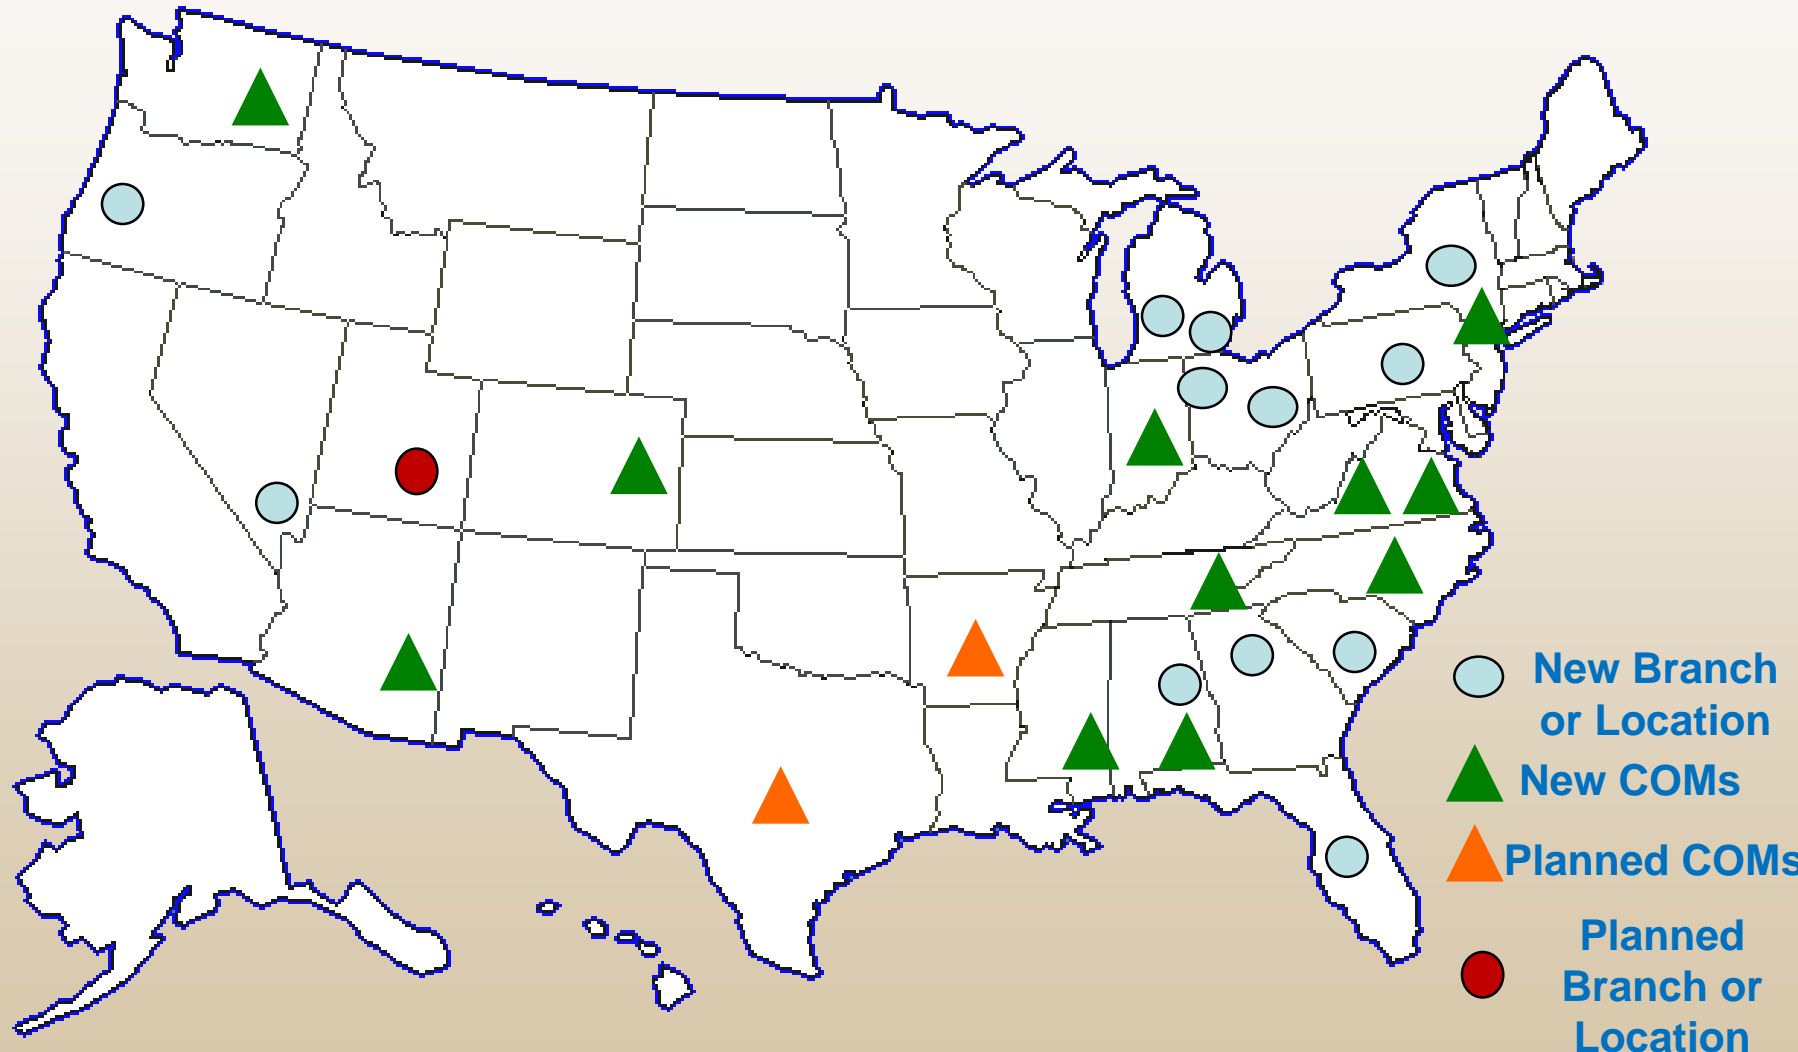 New Branch
or Location
New COMs
Planned COMs
Planned
Branch or
Location